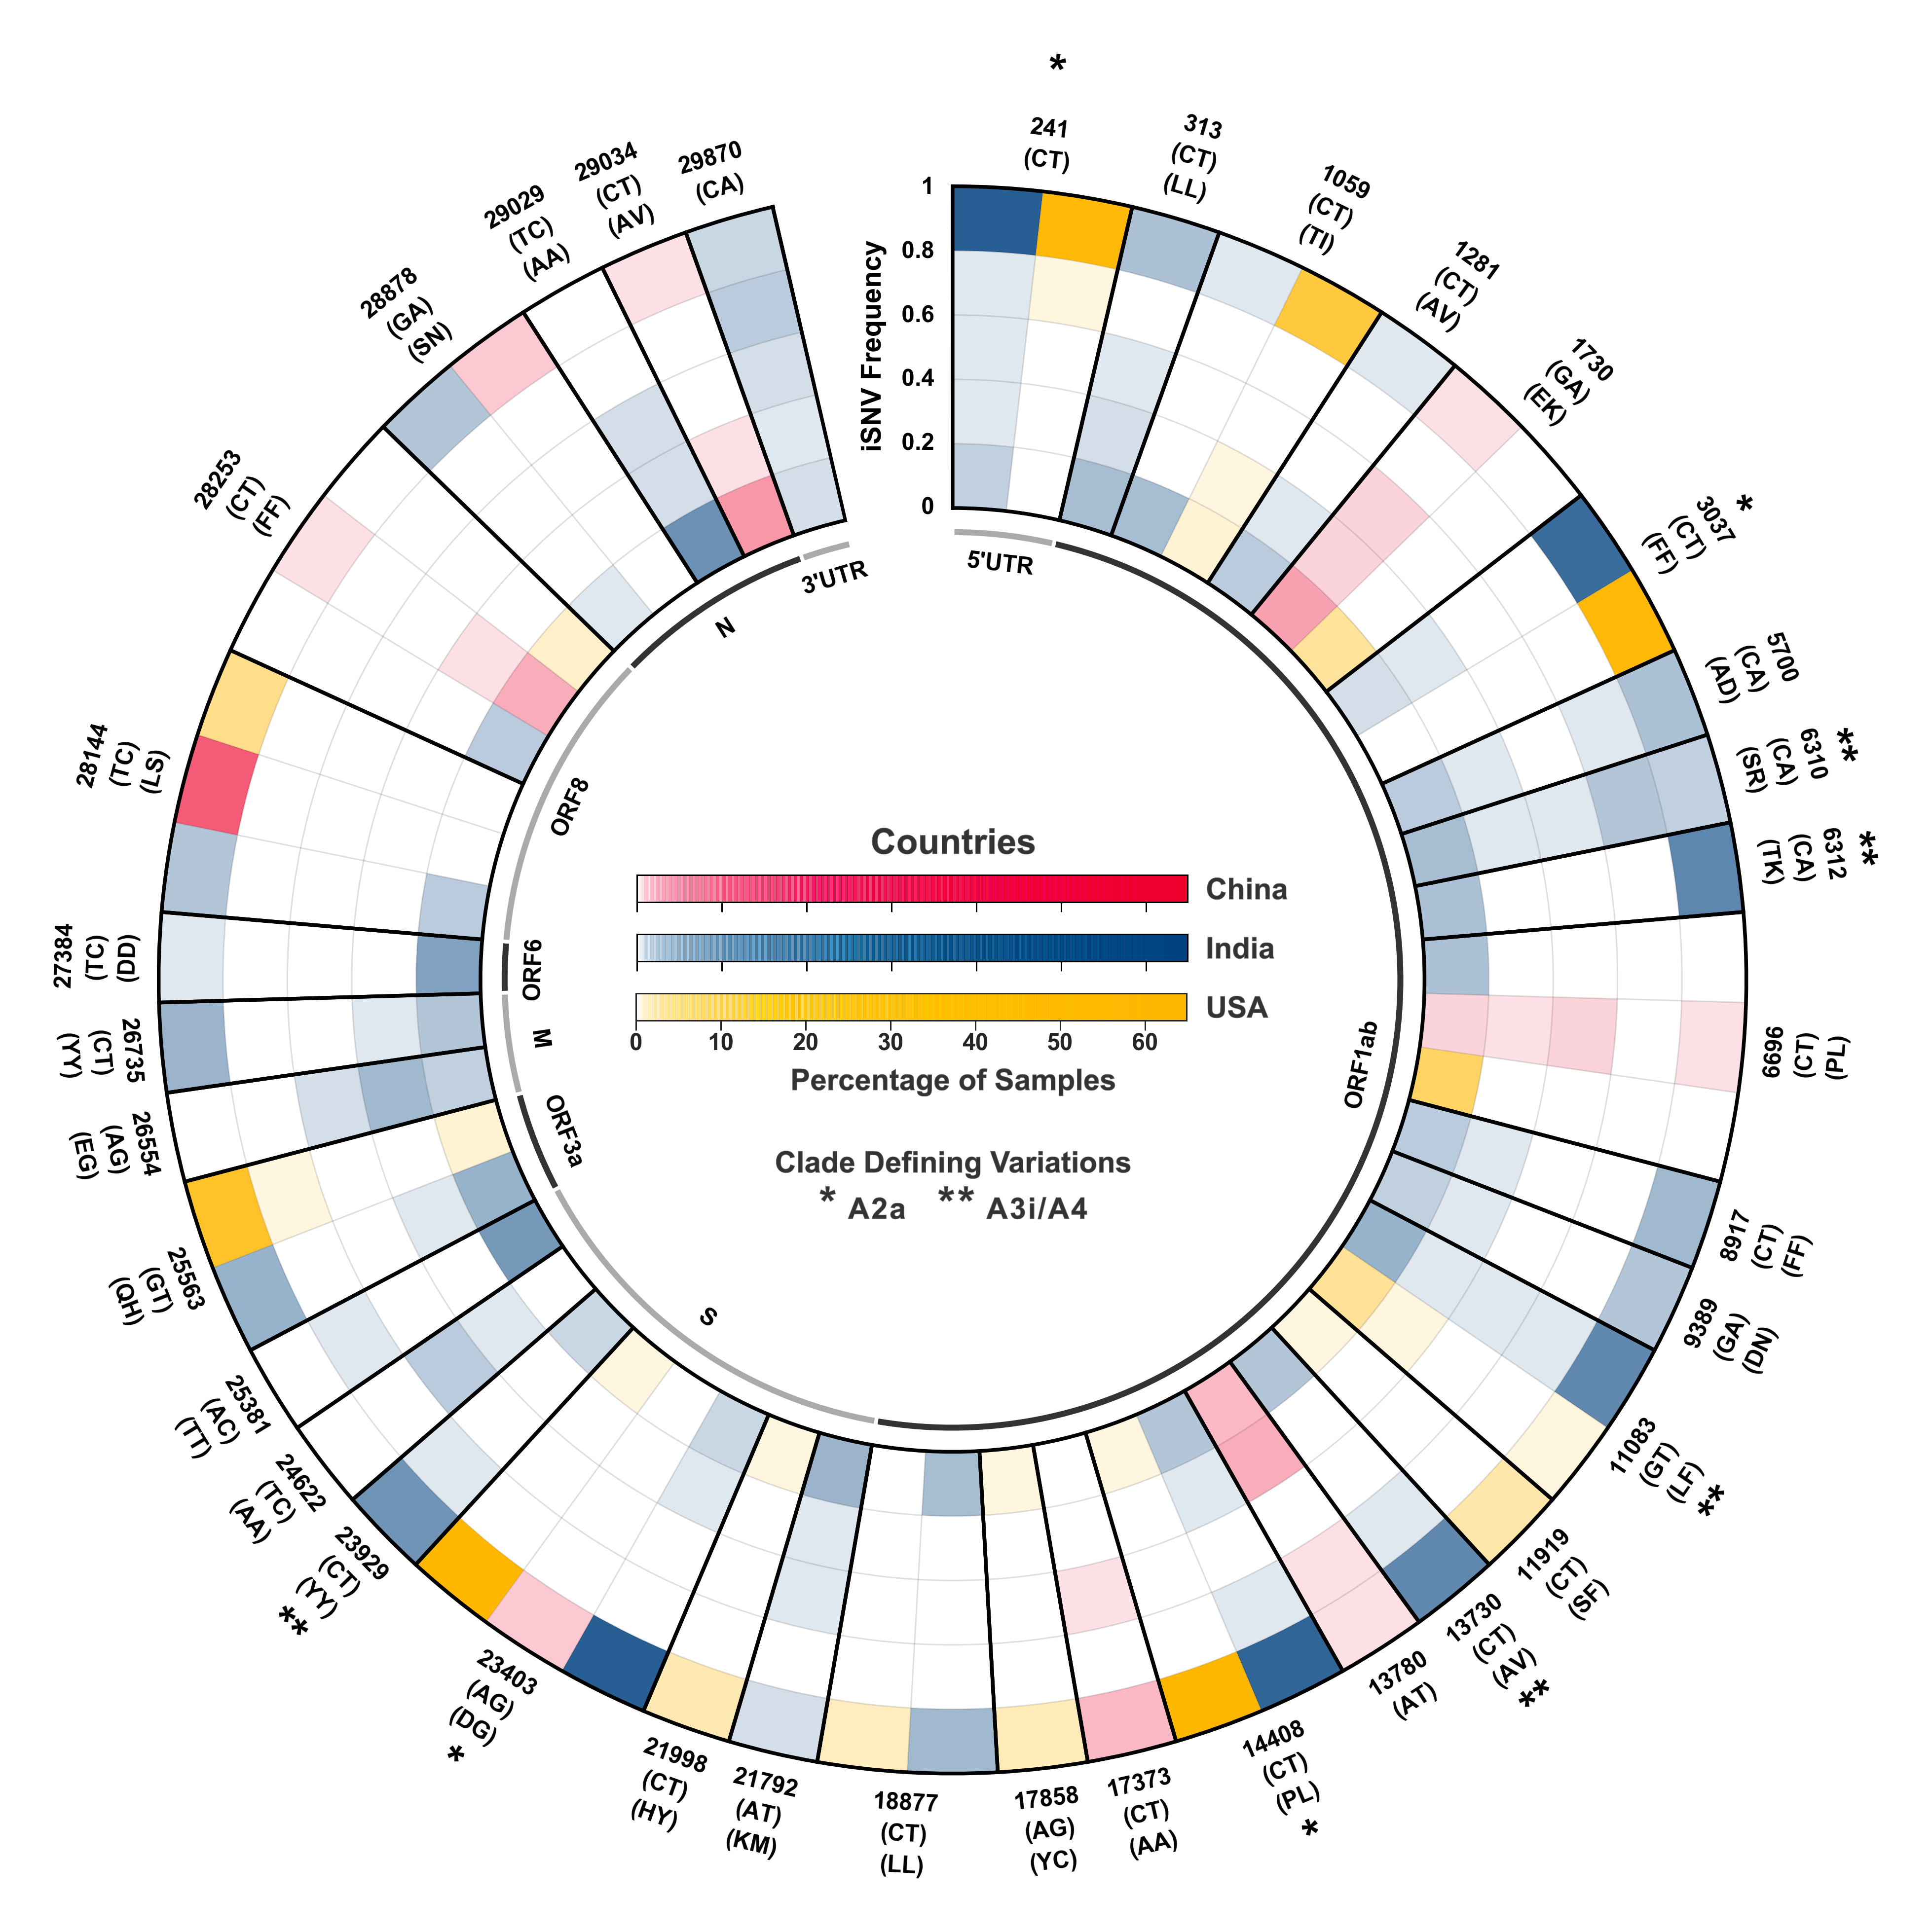 *
241
(CT)
313
(CT)
(LL)
1059
(CT)
(TI)
1281
(CT)
(AV)
1730
(GA)
(EK)
*
3037
(CT)
(FF)
5700
(CA)
(AD)
**
6310
(CA)
(SR)
**
6312
(CA)
(TK)
6696
(CT)
(PL)
8917
(CT)
(FF)
9389
(GA)
(DN)
11083
(GT)
(LF)
**
11919
(CT)
(SF)
13730
(CT)
(AV)
**
13780
(AT)
14408
(CT)
(PL)
*
17373
(CT)
(AA)
17858
(AG)
(YC)
18877
(CT)
(LL)
21792
(AT)
(KM)
21998
(CT)
(HY)
23403
(AG)
(DG)
*
23929
(CT)
(YY)
**
24622
(TC)
(AA)
25381
(AC)
(TT)
25563
(GT)
(QH)
26554
(AG)
(EG)
26735
(CT)
(YY)
27384
(TC)
(DD)
28144
(TC)
(LS)
28253
(CT)
(FF)
28878
(GA)
(SN)
29029
(TC)
(AA)
29034
(CT)
(AV)
29870
(CA)
iSNV Frequency
1
0.8
0.6
0.4
0.2
0
5'UTR
ORF1ab
S
ORF3a
M
ORF6
ORF8
N
3'UTR
Countries
China
India
USA
0 10 20 30 40 50 60
Percentage of Samples
Clade Defining Variations
* A2a ** A3i/A4